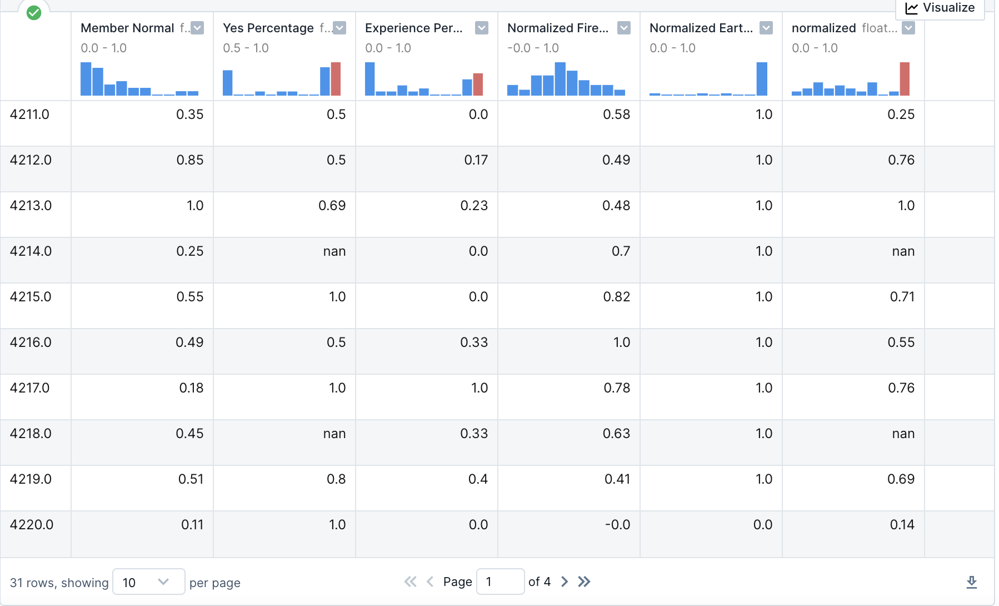 Visualize
Member Normal f... Yes Percentage f... Experience Per... Normalized Fire... Normalized Eart... normalized float...
0.0 - 1.0 0.5 - 1.0 0.0 - 1.0 -0.0 - 1.0 0.0 - 1.0 0.0 - 1.0
4211.0 0.35 0.5 0.0 0.58 1.0 0.25
4212.0 0.85 0.5 0.17 0.49 1.0 0.76
4213.0 1.0 0.69 0.23 0.48 1.0 1.0
4214.0 0.25 nan 0.0 0.7 1.0 nan
4215.0 0.55 1.0 0.0 0.82 1.0 0.71
4216.0 0.49 0.5 0.33 1.0 1.0 0.55
4217.0 0.18 1.0 1.0 0.78 1.0 0.76
4218.0 0.45 nan 0.33 0.63 1.0 nan
4219.0 0.51 0.8 0.4 0.41 1.0 0.69
4220.0 0.11 1.0 0.0 -0.0 0.0 0.14
31 rows, showing 10 per page Page 1 of 4